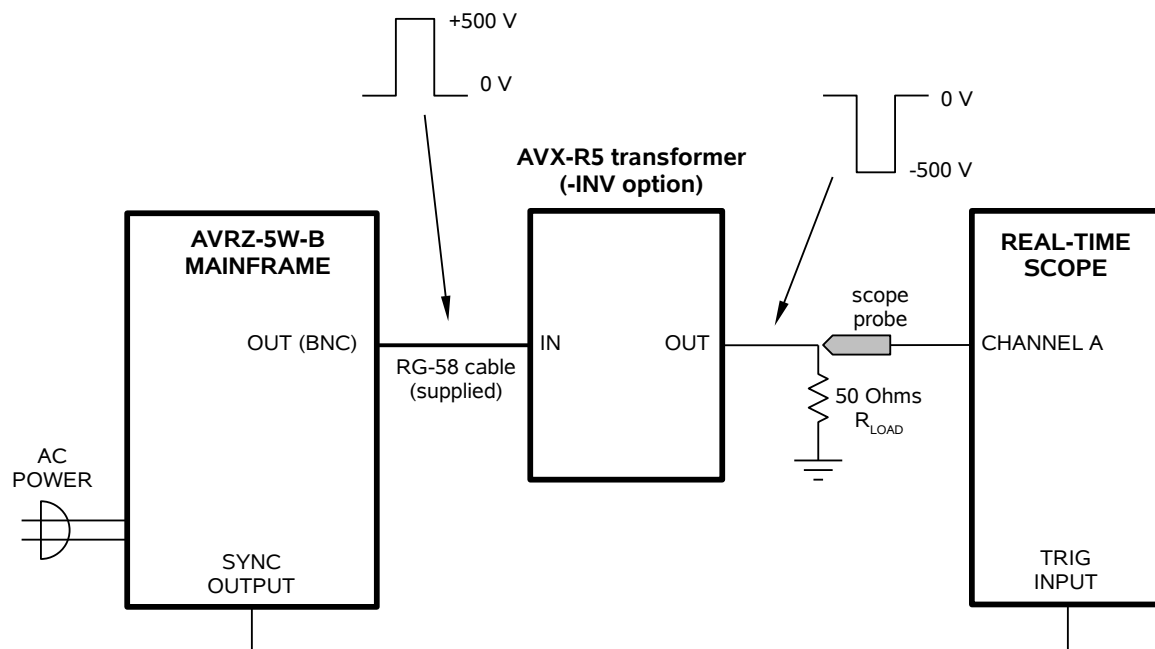 +500 V
0 V
0 V
-500 V
AVX-R5 transformer
(-INV option)
AVRZ-5W-B
MAINFRAME
REAL-TIME
SCOPE
scope
probe
OUT (BNC)
IN
OUT
CHANNEL A
RG-58 cable
(supplied)
50 Ohms
RLOAD
AC
POWER
SYNC
OUTPUT
TRIG
INPUT